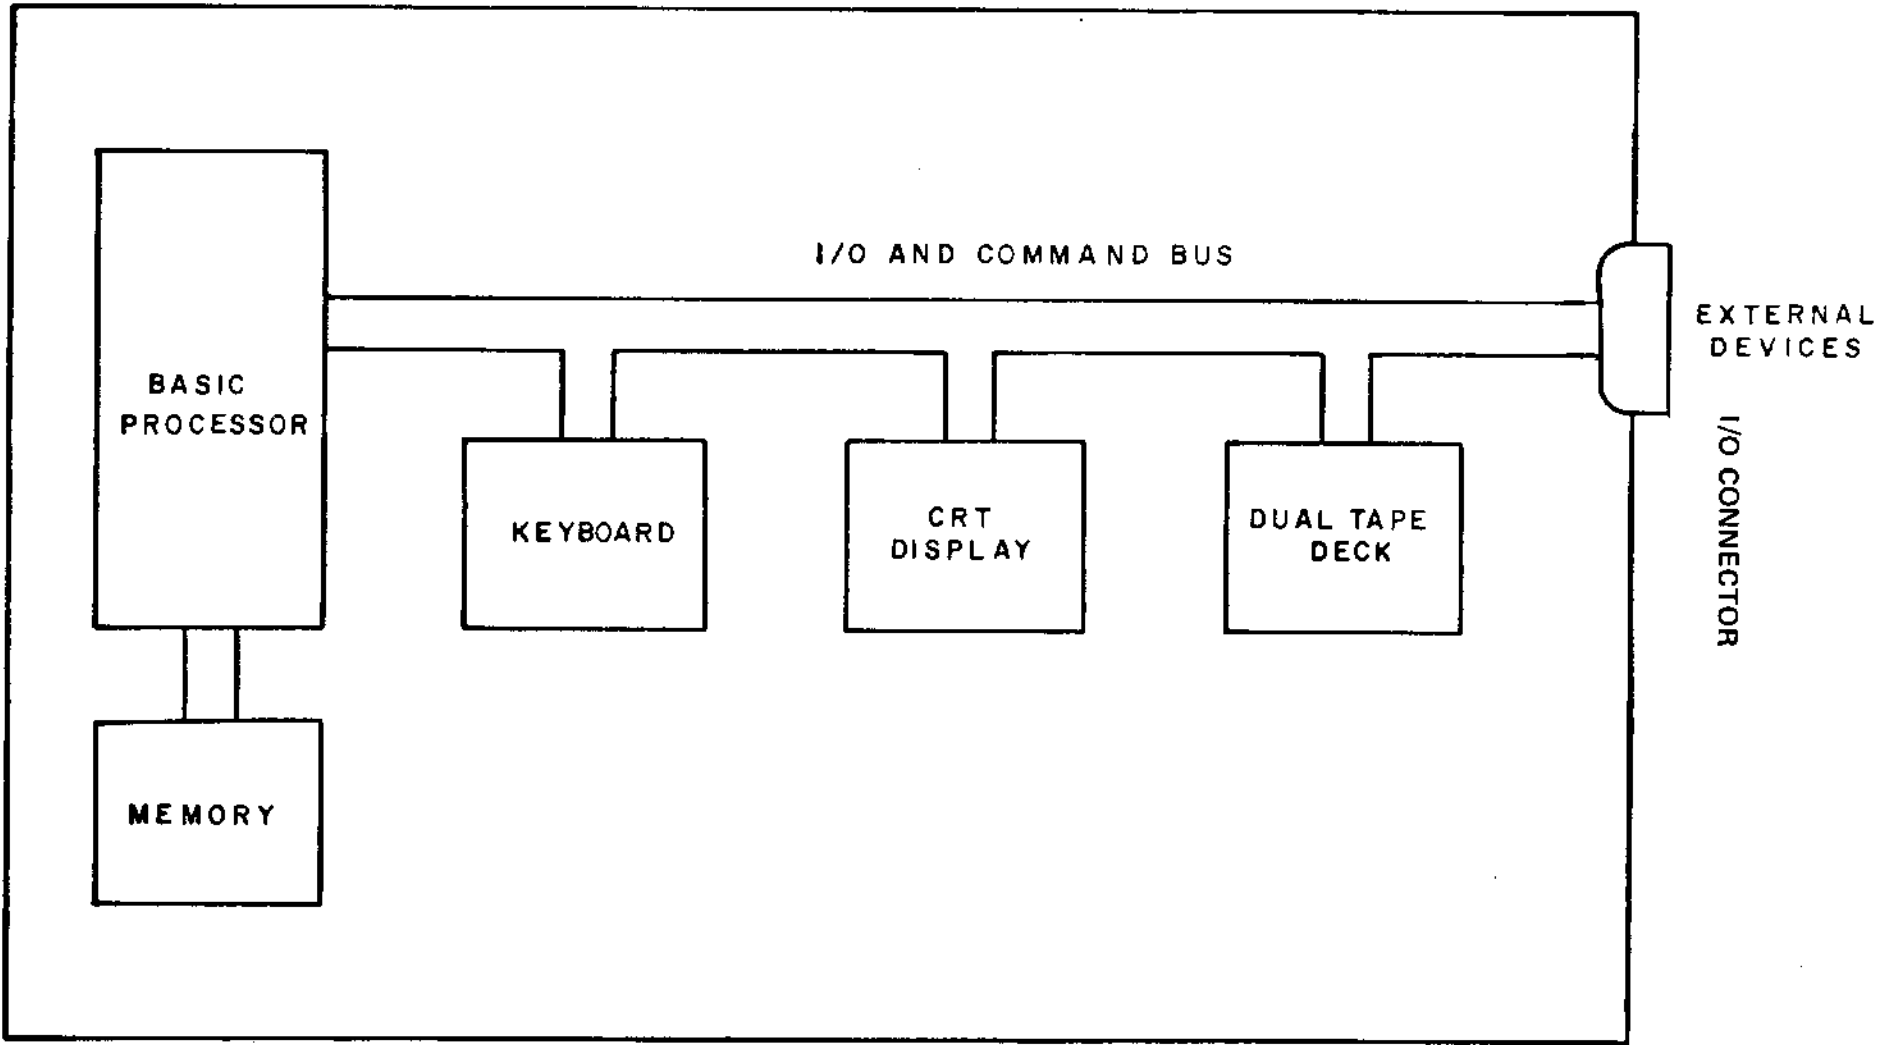 I/O AND COMMAND BUS
EXTERNAL
DEVICES
BASIC
PROCESSOR
I/O CONNECTOR
KEYBOARD
CRT
DISPLAY
DUAL TAPE
DECK
MEMORY